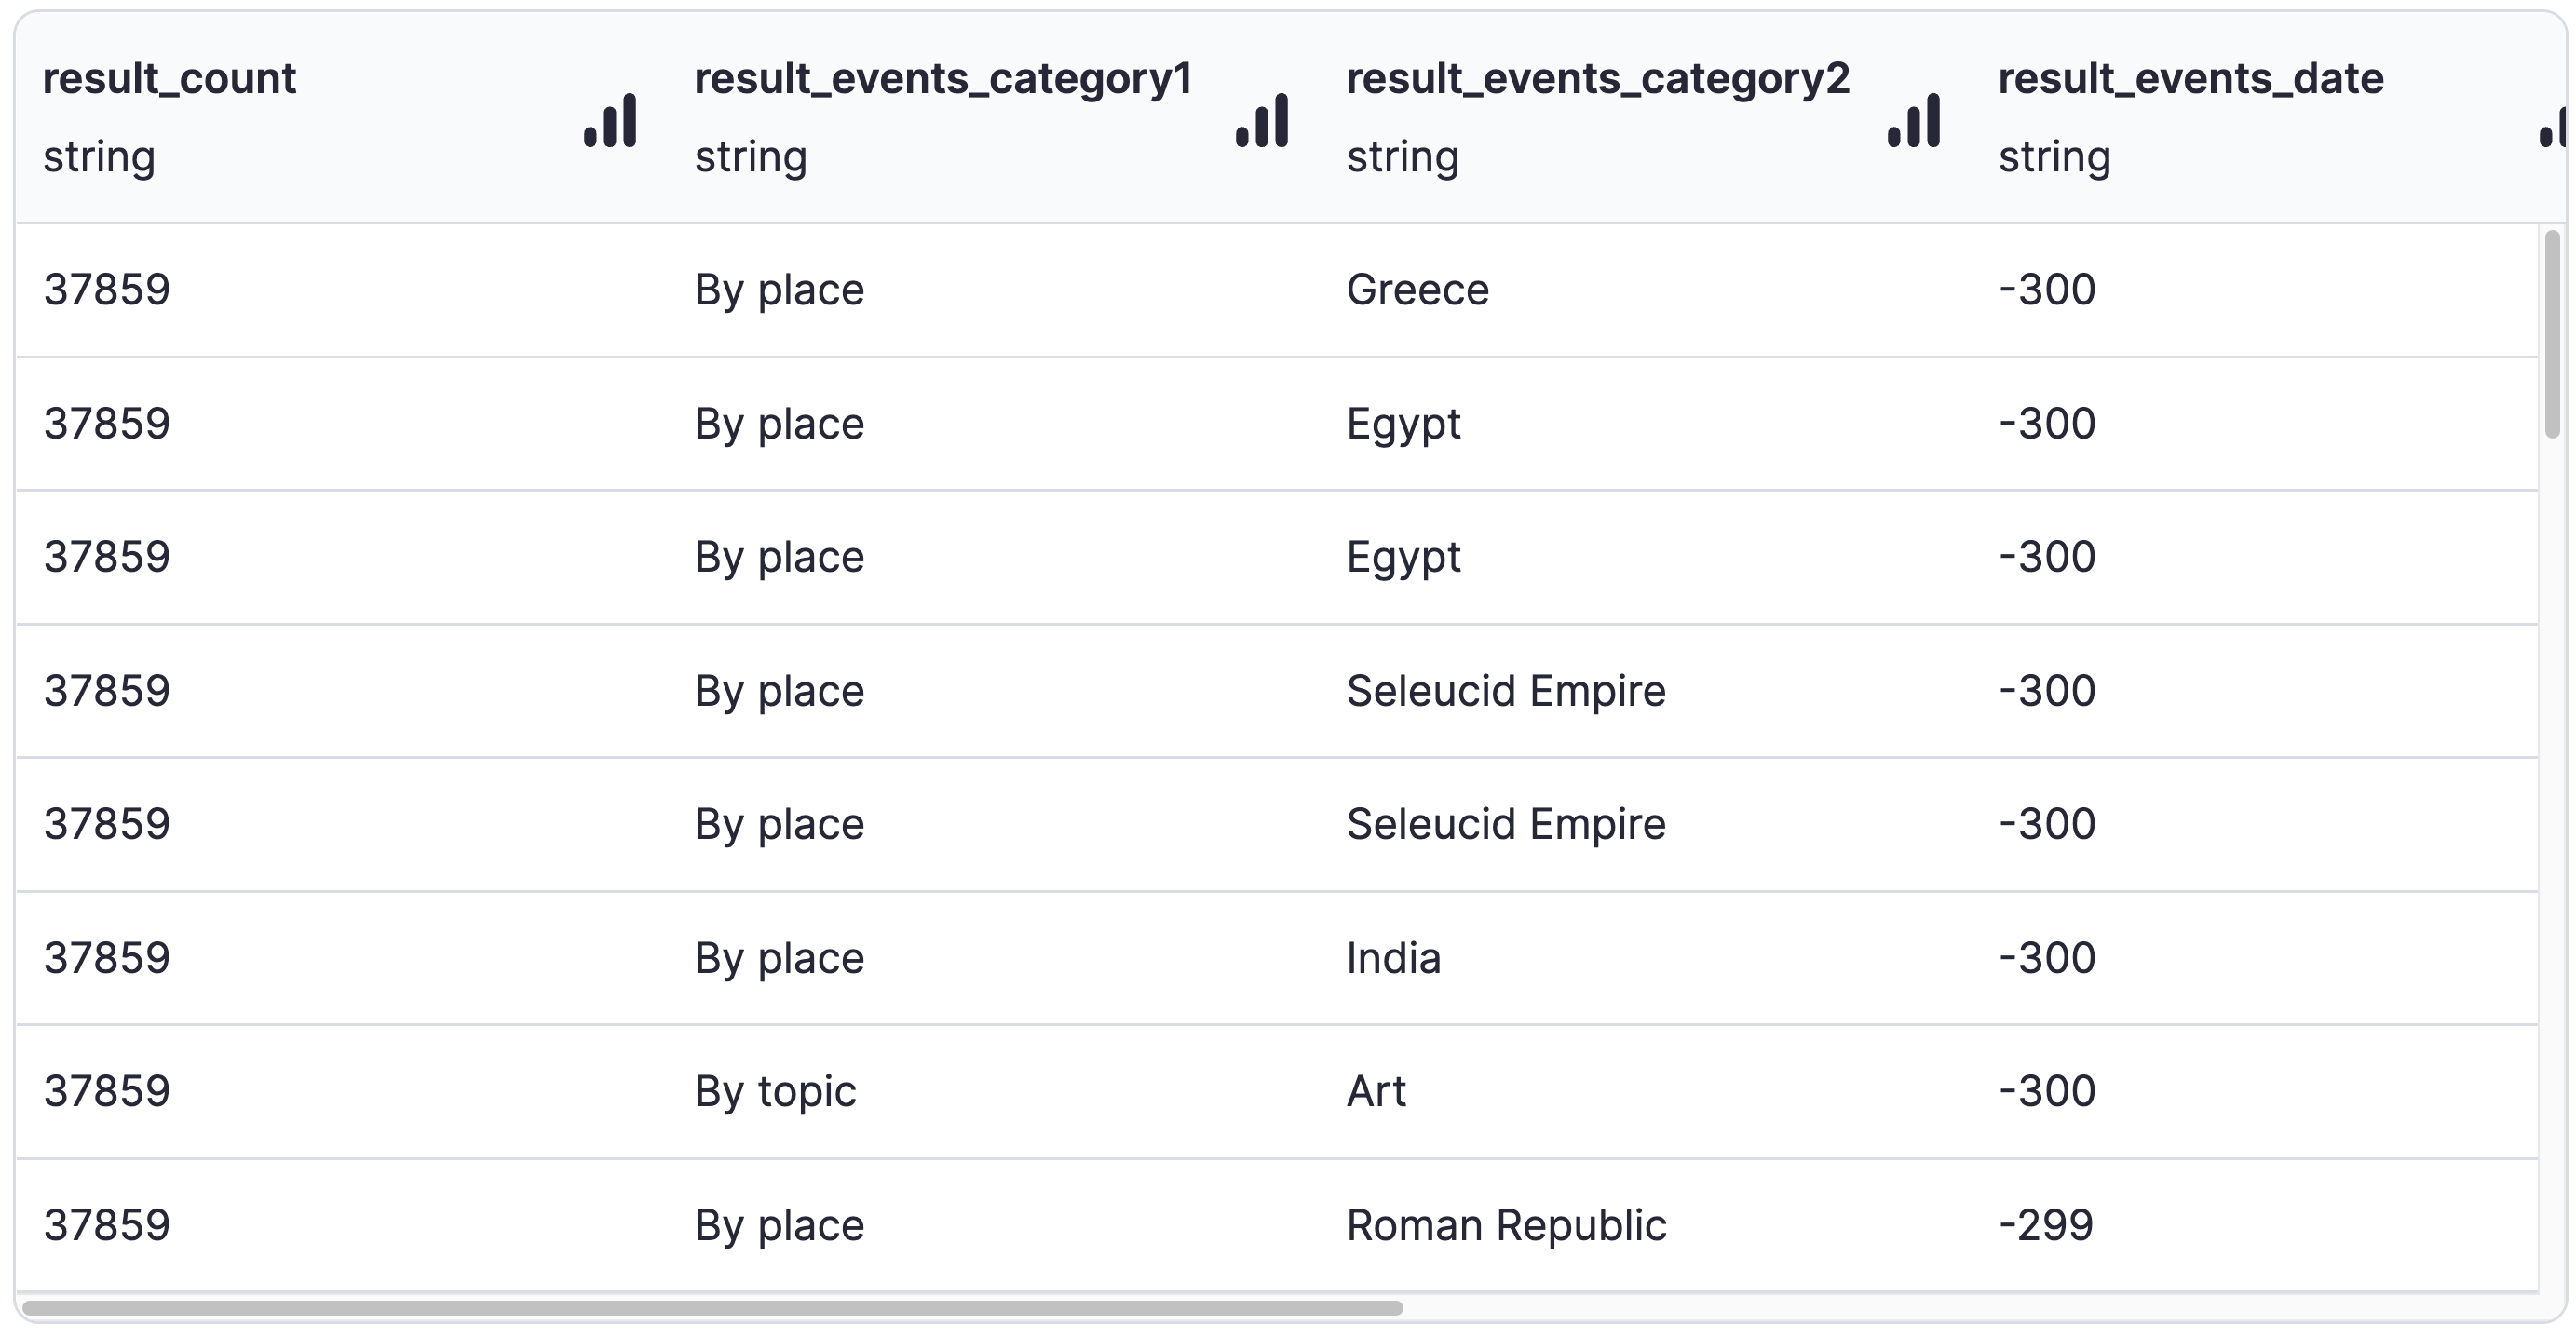 result_count result_events_category1 result_events_category2 result_events_date
string string string string
37859 By place Greece -300
37859 By place Egypt -300
37859 By place Egypt -300
37859 By place Seleucid Empire -300
37859 By place Seleucid Empire -300
37859 By place India -300
37859 By topic Art -300
37859 By place Roman Republic -299